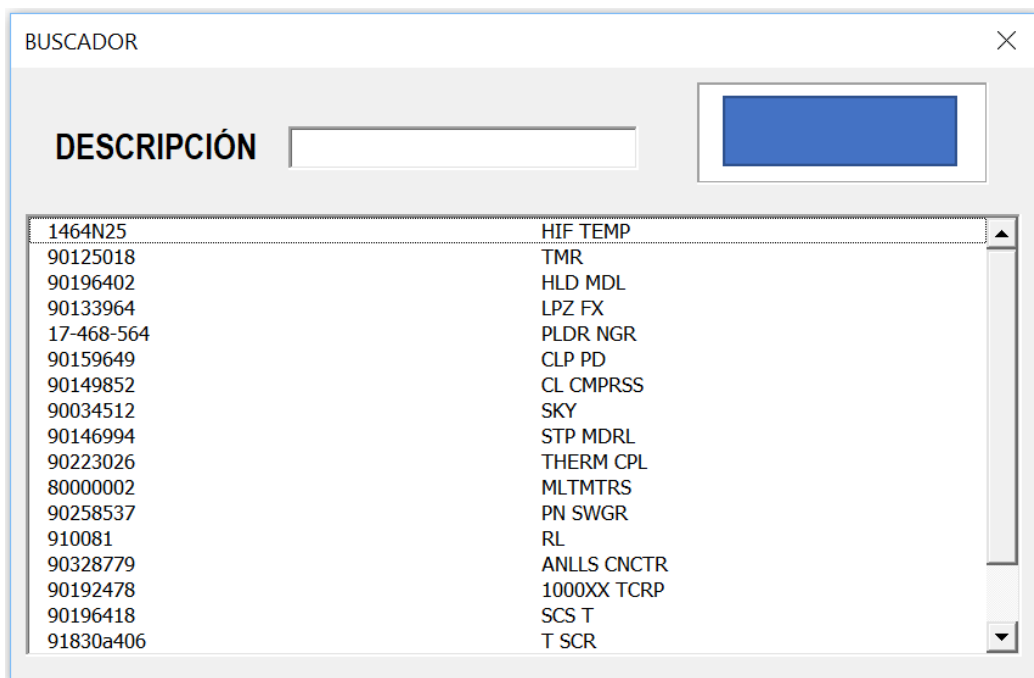 BUSCADOR
DESCRIPCIÓN
1464N25 HIF TEMP
90125018 TMR
90196402 HLD MDL
90133964 LPZ FX
17-468-564 PLDR NGR
90159649 CLP PD
90149852 CL CMPRSS
90034512 SKY
90146994 STP MDRL
90223026 THERM CPL
80000002 MLTMTRS
90258537 PN SWGR
910081 RL
90328779 ANLLS CNCTR
90192478 1000XX TCRP
90196418 SCS T
91830a406 T SCR